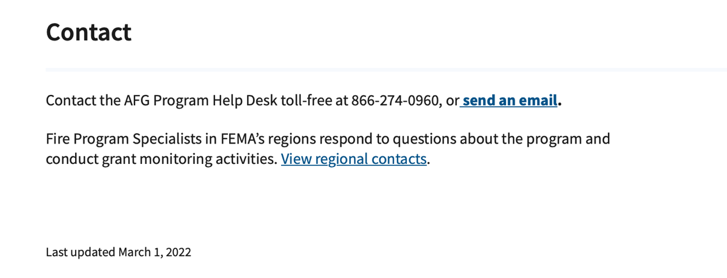 Contact
Contact the AFG Program Help Desk toll-free at 866-274-0960, or send an email.
Fire Program Specialists in FEMA’s regions respond to questions about the program and
conduct grant monitoring activities. View regional contacts.
Last updated March 1, 2022